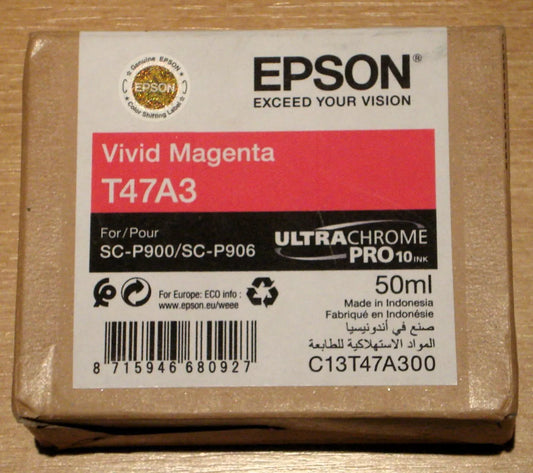 Genuine EPSON
EPSON
Color Shifting Label
EPSON®
EXCEED YOUR VISION
Vivid Magenta
T47A3
For/Pour
SC-P900/SC-P906
ULTRACHROME
PRO10 INK
50ml
Made in Indonesia
Fabriqué en Indonésie
صنع في أندونيسيا
المواد الاستهلاكية للطابعة
C13T47A300
For Europe: ECO info :
www.epson.eu/weee
8 715946 680927